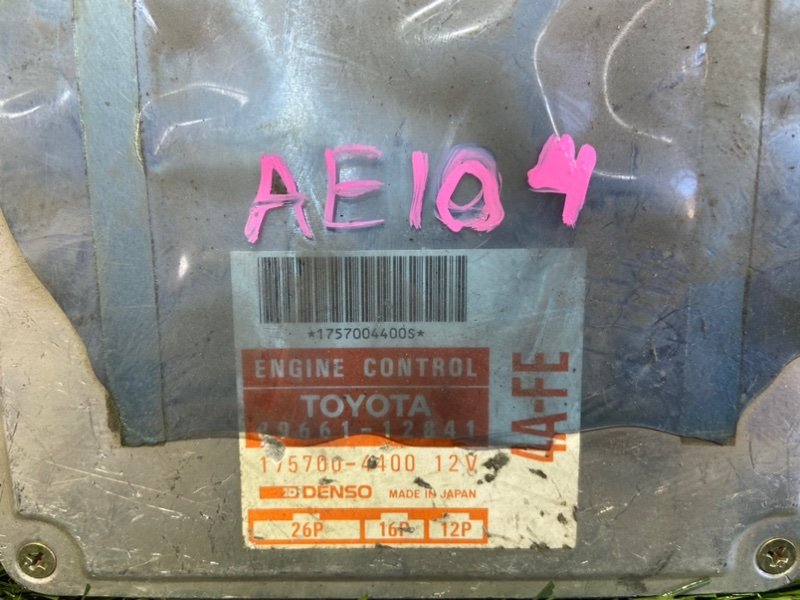 AE104
*1757004400S*
ENGINE CONTROL
TOYOTA
89661-12841
175700-4400 12V
DENSO MADE IN JAPAN
26P 16P 12P
4A-FE